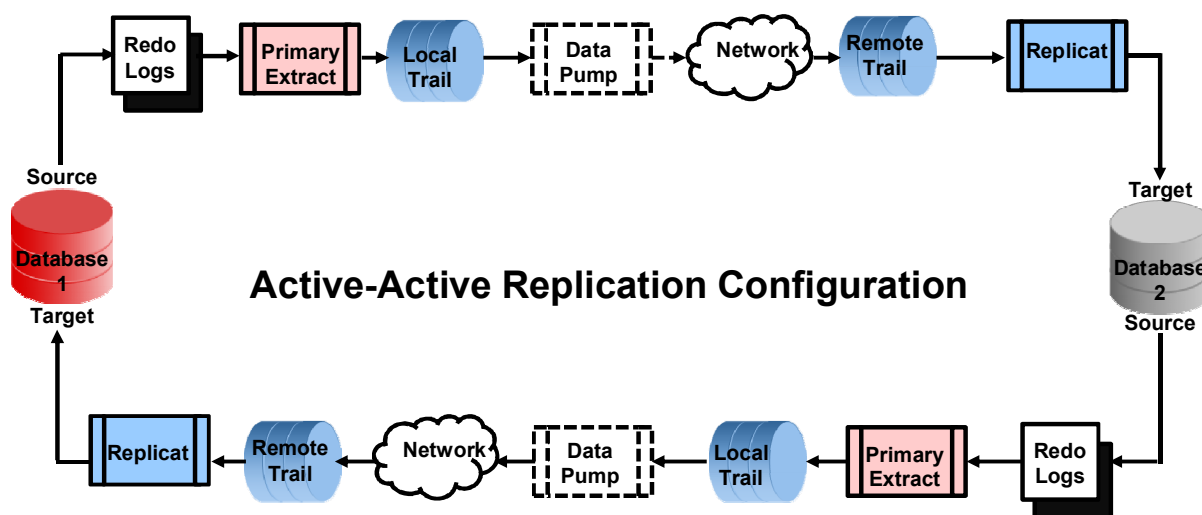 Redo
Logs
Primary
Extract
Local
Trail
Data
Pump
Network
Remote
Trail
Replicat
Source
Database
1
Target
Active-Active Replication Configuration
Target
Database
2
Source
Replicat
Remote
Trail
Network
Data
Pump
Local
Trail
Primary
Extract
Redo
Logs